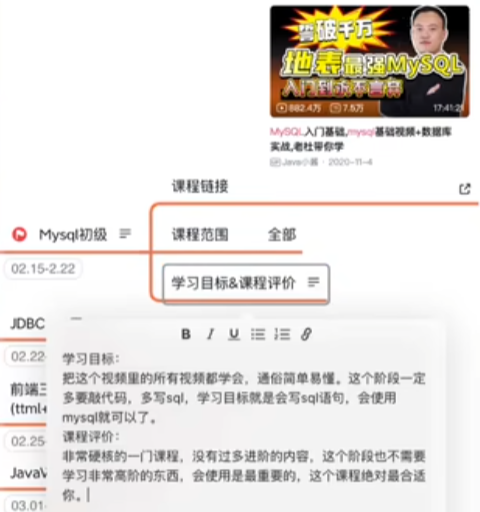 誓破千万
地表最强MySQL
882.4万 7.5万 17:41:21
MySQL入门基础,mysql基础视频+数据库
实战,老杜带你学
Java小酱 · 2020-11-4
课程链接
Mysql初级
课程范围 全部
02.15-2.22
学习目标&课程评价
JDBC
02.22-
前端三
(ttml+
02.25-
JavaV
03.01-
B I U
学习目标：
把这个视频里的所有视频都学会，通俗简单易懂。这个阶段一定
多要敲代码，多写sql，学习目标就是会写sql语句，会使用
mysql就可以了。
课程评价：
非常硬核的一门课程，没有过多进阶的内容，这个阶段也不需要
学习非常高阶的东西，会使用是最重要的，这个课程绝对最合适
你。